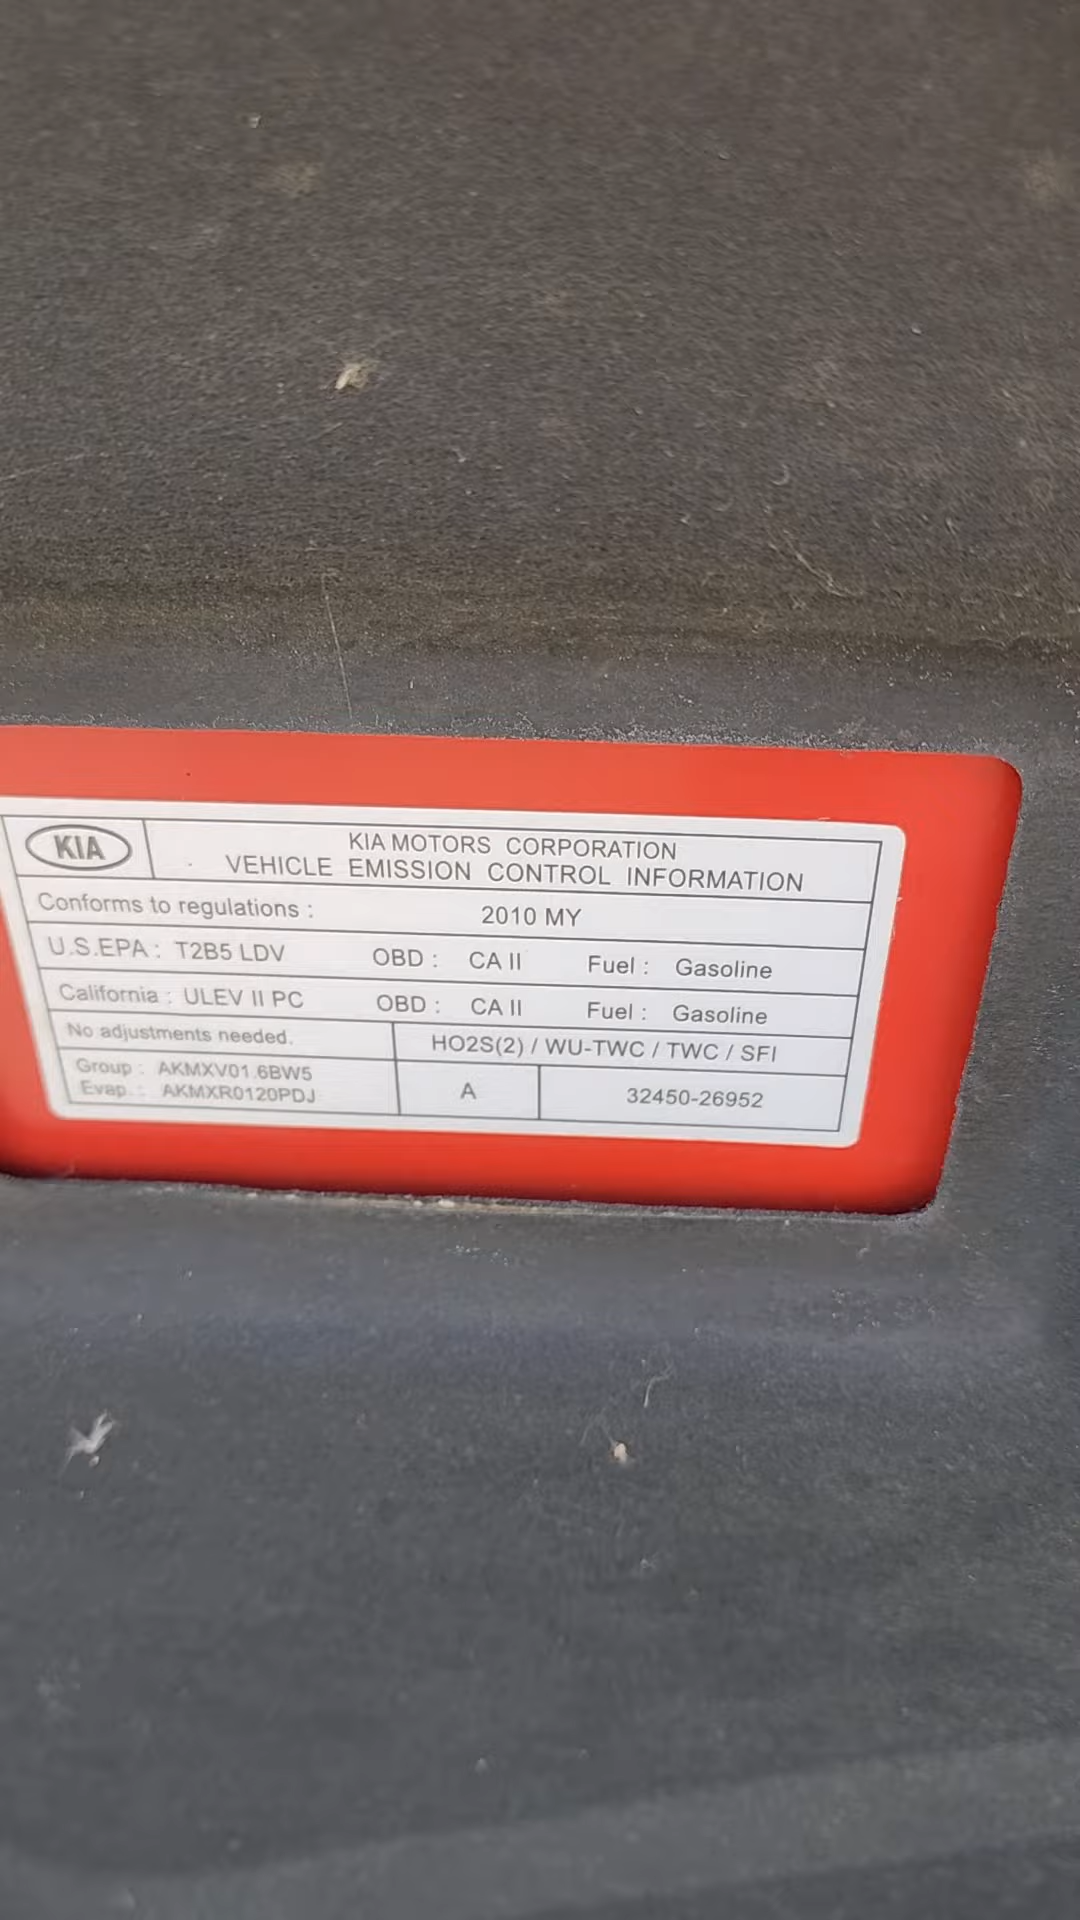 KIA
KIA MOTORS CORPORATION
VEHICLE EMISSION CONTROL INFORMATION
Conforms to regulations : 2010 MY
U.S.EPA : T2B5 LDV OBD : CA II Fuel : Gasoline
California : ULEV II PC OBD : CA II Fuel : Gasoline
No adjustments needed. HO2S(2) / WU-TWC / TWC / SFI
Group : AKMXV01.6BW5
Evap. : AKMXR0120PDJ
A 32450-26952